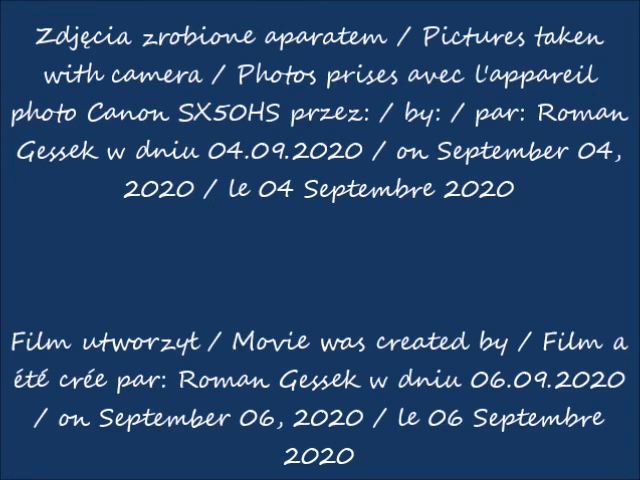 Zdjęcia zrobione aparatem / Pictures taken
with camera / Photos prises avec l'appareil
photo Canon SX50HS przez: / by: / par: Roman
Gessek w dniu 04.09.2020 / on September 04,
2020 / le 04 Septembre 2020
Film utworzył / Movie was created by / Film a
été crée par: Roman Gessek w dniu 06.09.2020
/ on September 06, 2020 / le 06 Septembre
2020